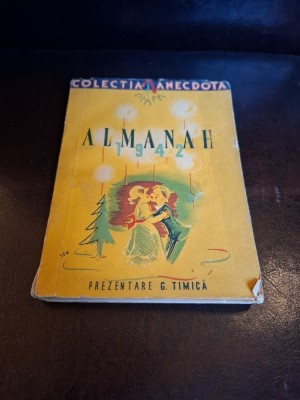 COLECTIA ANECDOTA
ALMANAH
1942
PREZENTARE G. TIMICĂ